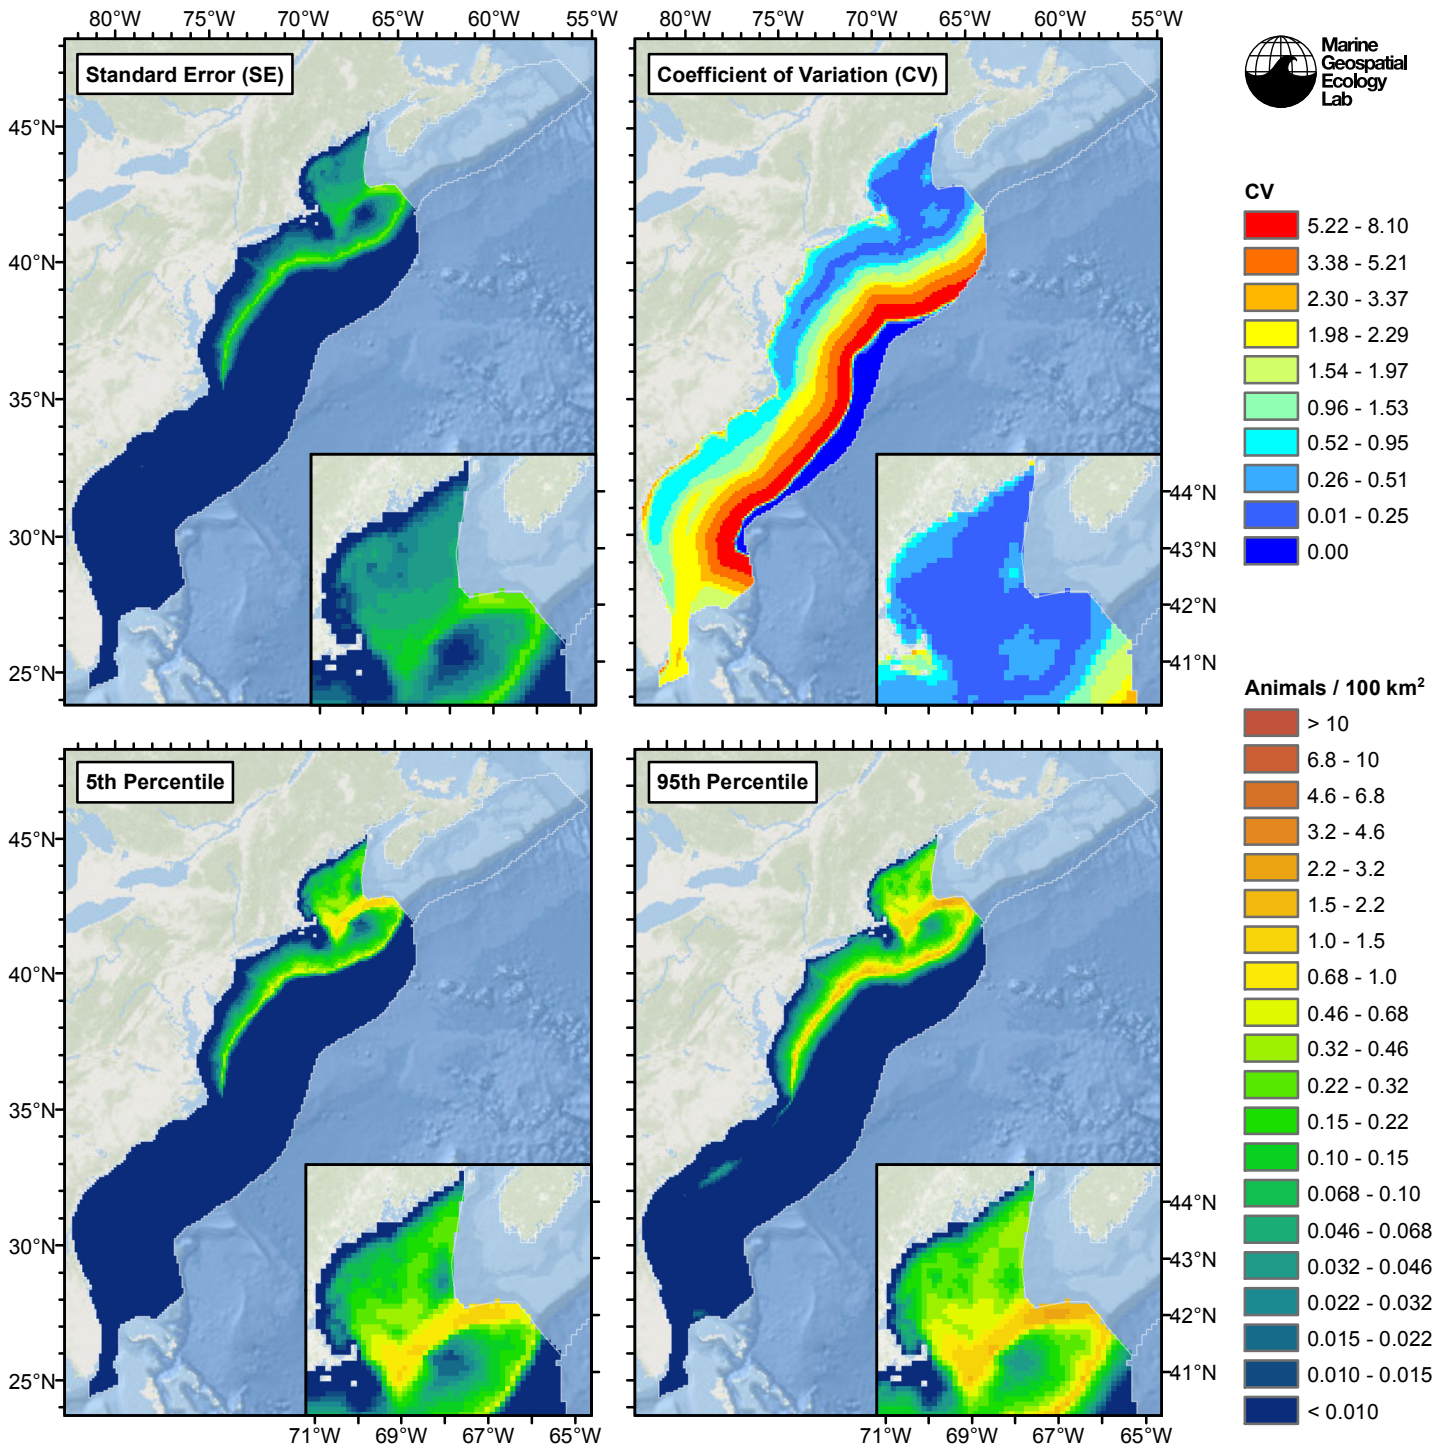 80°W 75°W 70°W 65°W 60°W 55°W
80°W 75°W 70°W 65°W 60°W 55°W
Marine
Geospatial
Ecology
Lab
Standard Error (SE)
Coefficient of Variation (CV)
45°N
40°N
35°N
30°N
25°N
44°N
43°N
42°N
41°N
CV
5.22 - 8.10
3.38 - 5.21
2.30 - 3.37
1.98 - 2.29
1.54 - 1.97
0.96 - 1.53
0.52 - 0.95
0.26 - 0.51
0.01 - 0.25
0.00
5th Percentile
95th Percentile
45°N
40°N
35°N
30°N
25°N
44°N
43°N
42°N
41°N
71°W 69°W 67°W 65°W
71°W 69°W 67°W 65°W
Animals / 100 km²
> 10
6.8 - 10
4.6 - 6.8
3.2 - 4.6
2.2 - 3.2
1.5 - 2.2
1.0 - 1.5
0.68 - 1.0
0.46 - 0.68
0.32 - 0.46
0.22 - 0.32
0.15 - 0.22
0.10 - 0.15
0.068 - 0.10
0.046 - 0.068
0.032 - 0.046
0.022 - 0.032
0.015 - 0.022
0.010 - 0.015
< 0.010